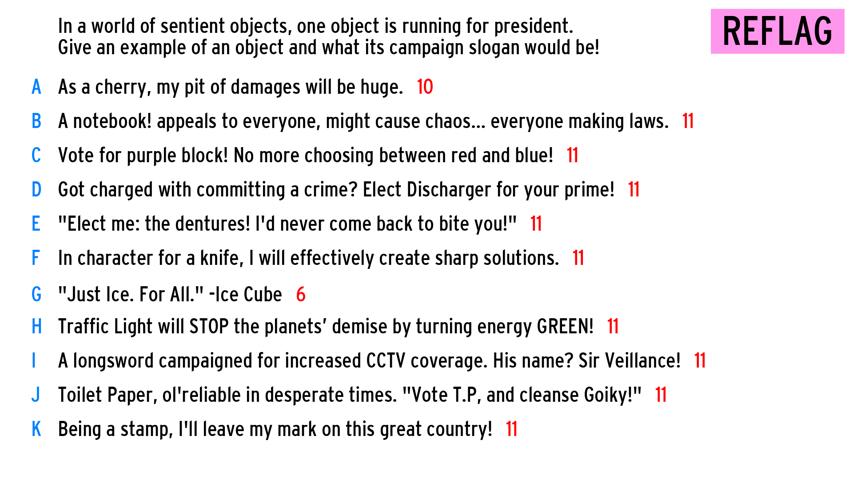 In a world of sentient objects, one object is running for president.
Give an example of an object and what its campaign slogan would be!
REFLAG
A As a cherry, my pit of damages will be huge. 10
B A notebook! appeals to everyone, might cause chaos... everyone making laws. 11
C Vote for purple block! No more choosing between red and blue! 11
D Got charged with committing a crime? Elect Discharger for your prime! 11
E "Elect me: the dentures! I'd never come back to bite you!" 11
F In character for a knife, I will effectively create sharp solutions. 11
G "Just Ice. For All." -Ice Cube 6
H Traffic Light will STOP the planets' demise by turning energy GREEN! 11
I A longsword campaigned for increased CCTV coverage. His name? Sir Veillance! 11
J Toilet Paper, ol'reliable in desperate times. "Vote T.P, and cleanse Goiky!" 11
K Being a stamp, I'll leave my mark on this great country! 11